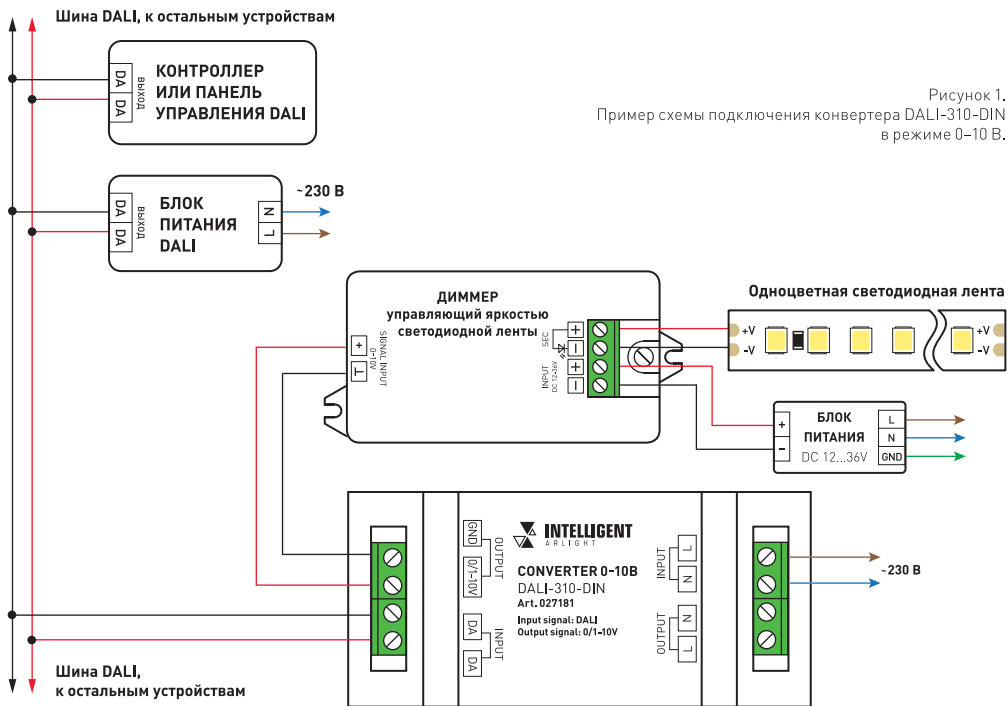 Шина DALI, к остальным устройствам
DA
DA
выход
КОНТРОЛЛЕР
ИЛИ ПАНЕЛЬ
УПРАВЛЕНИЯ DALI
Рисунок 1.
Пример схемы подключения конвертера DALI-310-DIN
в режиме 0–10 В.
DA
DA
выход
БЛОК
ПИТАНИЯ
DALI
N
L
~230 В
ДИММЕР
управляющий яркостью
светодиодной ленты
+
T
SIGNAL INPUT
0-10V
SEC
INPUT
DC 12-36V
+
−
+
−
Одноцветная светодиодная лента
+V
-V
+V
-V
+
−
БЛОК
ПИТАНИЯ
DC 12...36V
L
N
GND
GND
0/1-10V
OUTPUT
DA
DA
INPUT
INTELLIGENT
ARLIGHT
CONVERTER 0-10В
DALI-310-DIN
Art. 027181
Input signal: DALI
Output signal: 0/1-10V
INPUT
L
N
OUTPUT
N
L
~230 В
Шина DALI,
к остальным устройствам